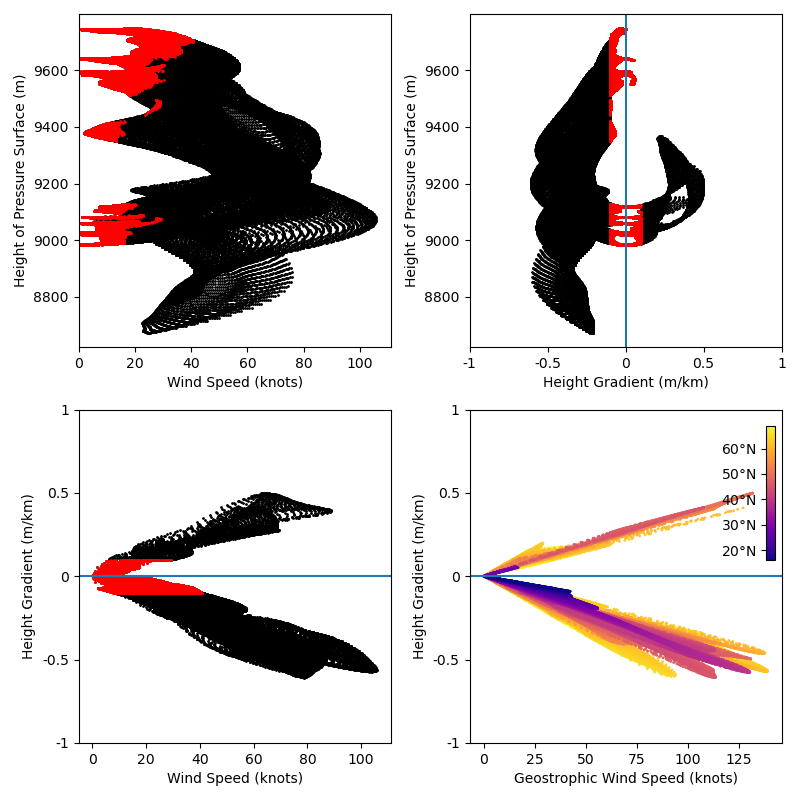 9600
9400
9200
9000
8800
Height of Pressure Surface (m)
0 20 40 60 80 100
Wind Speed (knots)
9600
9400
9200
9000
8800
Height of Pressure Surface (m)
-1 -0.5 0 0.5 1
Height Gradient (m/km)
1
0.5
0
-0.5
-1
Height Gradient (m/km)
0 20 40 60 80 100
Wind Speed (knots)
1
0.5
0
-0.5
-1
Height Gradient (m/km)
60°N
50°N
40°N
30°N
20°N
0 25 50 75 100 125
Geostrophic Wind Speed (knots)